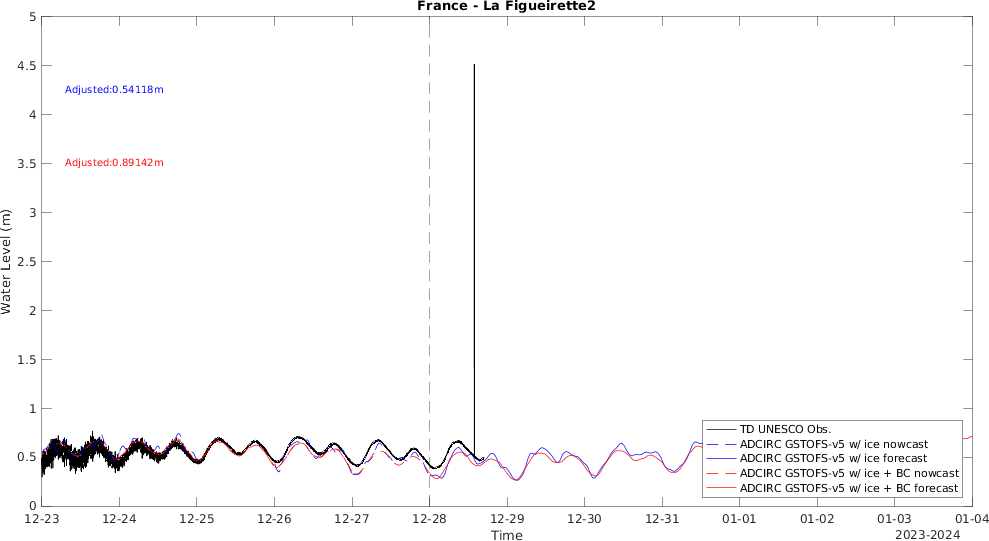 France - La Figueirette2
5
4.5
4
3.5
3
2.5
2
1.5
1
0.5
0
Water Level (m)
Adjusted:0.54118m
Adjusted:0.89142m
TD UNESCO Obs.
ADCIRC GSTOFS-v5 w/ ice nowcast
ADCIRC GSTOFS-v5 w/ ice forecast
ADCIRC GSTOFS-v5 w/ ice + BC nowcast
ADCIRC GSTOFS-v5 w/ ice + BC forecast
12-23 12-24 12-25 12-26 12-27 12-28 12-29 12-30 12-31 01-01 01-02 01-03 01-04
Time
2023-2024